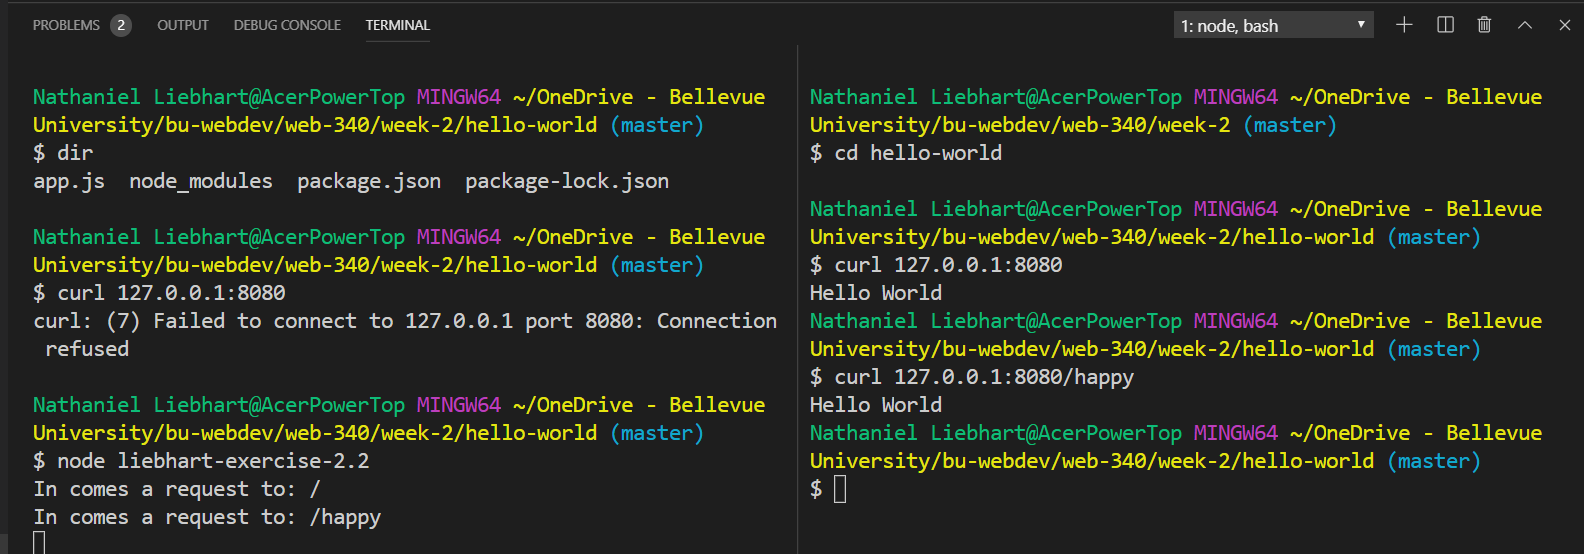 PROBLEMS 2 OUTPUT DEBUG CONSOLE TERMINAL 1: node, bash
Nathaniel Liebhart@AcerPowerTop MINGW64 ~/OneDrive - Bellevue
University/bu-webdev/web-340/week-2/hello-world (master)
$ dir
app.js node_modules package.json package-lock.json
Nathaniel Liebhart@AcerPowerTop MINGW64 ~/OneDrive - Bellevue
University/bu-webdev/web-340/week-2/hello-world (master)
$ curl 127.0.0.1:8080
curl: (7) Failed to connect to 127.0.0.1 port 8080: Connection
refused
Nathaniel Liebhart@AcerPowerTop MINGW64 ~/OneDrive - Bellevue
University/bu-webdev/web-340/week-2/hello-world (master)
$ node liebhart-exercise-2.2
In comes a request to: /
In comes a request to: /happy
Nathaniel Liebhart@AcerPowerTop MINGW64 ~/OneDrive - Bellevue
University/bu-webdev/web-340/week-2 (master)
$ cd hello-world
Nathaniel Liebhart@AcerPowerTop MINGW64 ~/OneDrive - Bellevue
University/bu-webdev/web-340/week-2/hello-world (master)
$ curl 127.0.0.1:8080
Hello World
Nathaniel Liebhart@AcerPowerTop MINGW64 ~/OneDrive - Bellevue
University/bu-webdev/web-340/week-2/hello-world (master)
$ curl 127.0.0.1:8080/happy
Hello World
Nathaniel Liebhart@AcerPowerTop MINGW64 ~/OneDrive - Bellevue
University/bu-webdev/web-340/week-2/hello-world (master)
$